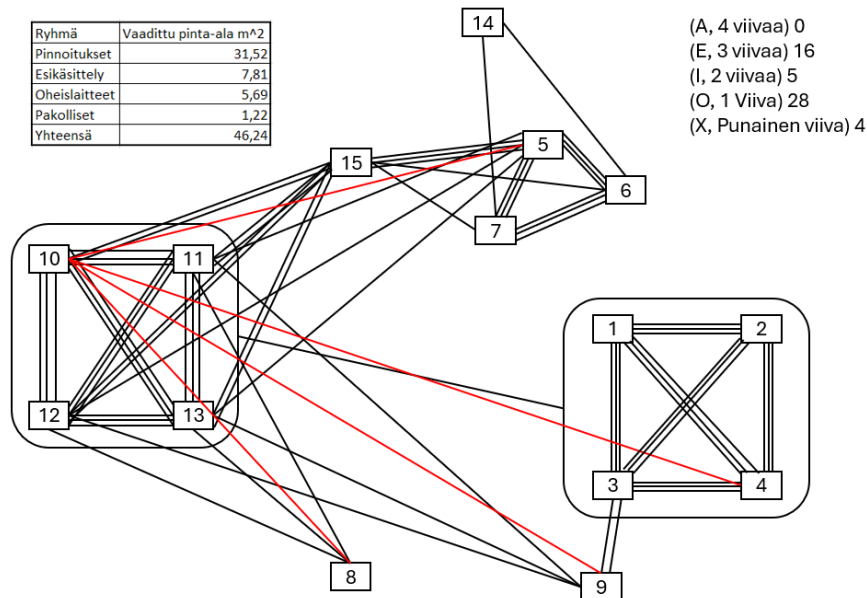 Ryhmä Vaadittu pinta-ala m^2
Pinnoitukset 31,52
Esikäsittely 7,81
Oheislaitteet 5,69
Pakolliset 1,22
Yhteensä 46,24
14
(A, 4 viivaa) 0
(E, 3 viivaa) 16
(I, 2 viivaa) 5
(O, 1 Viiva) 28
(X, Punainen viiva) 4
5
15
6
7
10
11
1
2
12
13
3
4
8
9